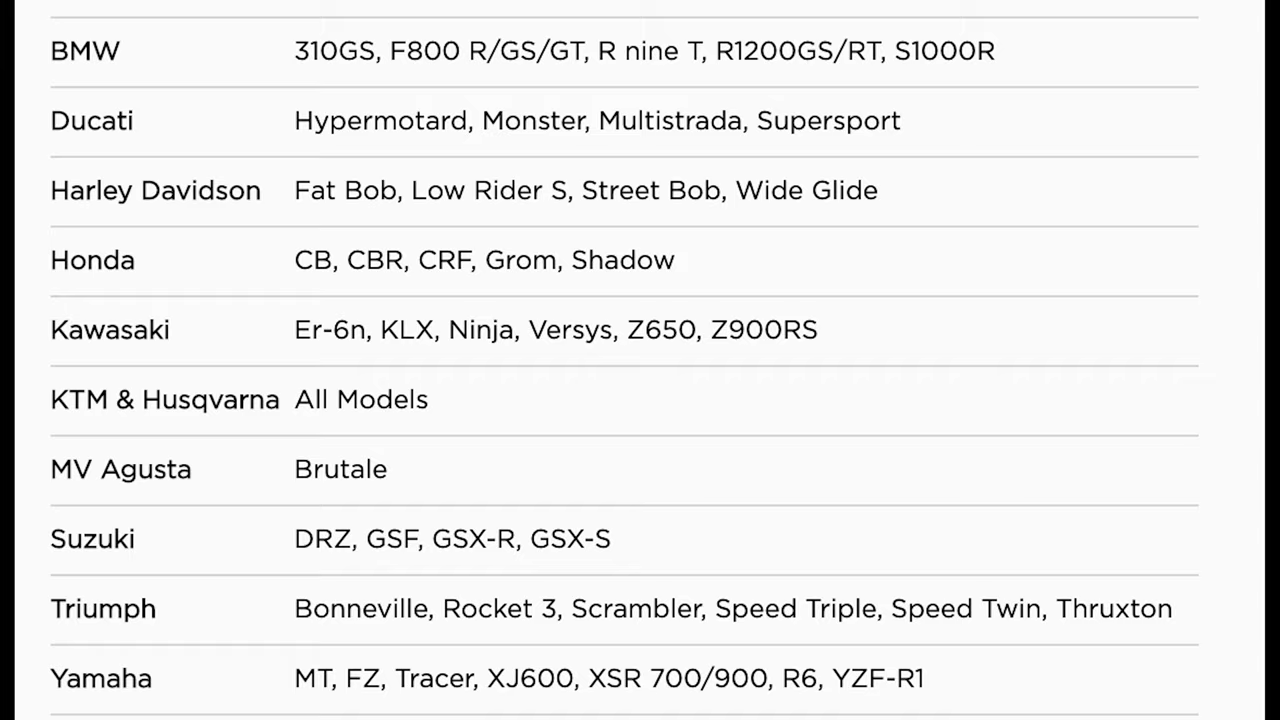 BMW 310GS, F800 R/GS/GT, R nine T, R1200GS/RT, S1000R
Ducati Hypermotard, Monster, Multistrada, Supersport
Harley Davidson Fat Bob, Low Rider S, Street Bob, Wide Glide
Honda CB, CBR, CRF, Grom, Shadow
Kawasaki Er-6n, KLX, Ninja, Versys, Z650, Z900RS
KTM & Husqvarna All Models
MV Agusta Brutale
Suzuki DRZ, GSF, GSX-R, GSX-S
Triumph Bonneville, Rocket 3, Scrambler, Speed Triple, Speed Twin, Thruxton
Yamaha MT, FZ, Tracer, XJ600, XSR 700/900, R6, YZF-R1